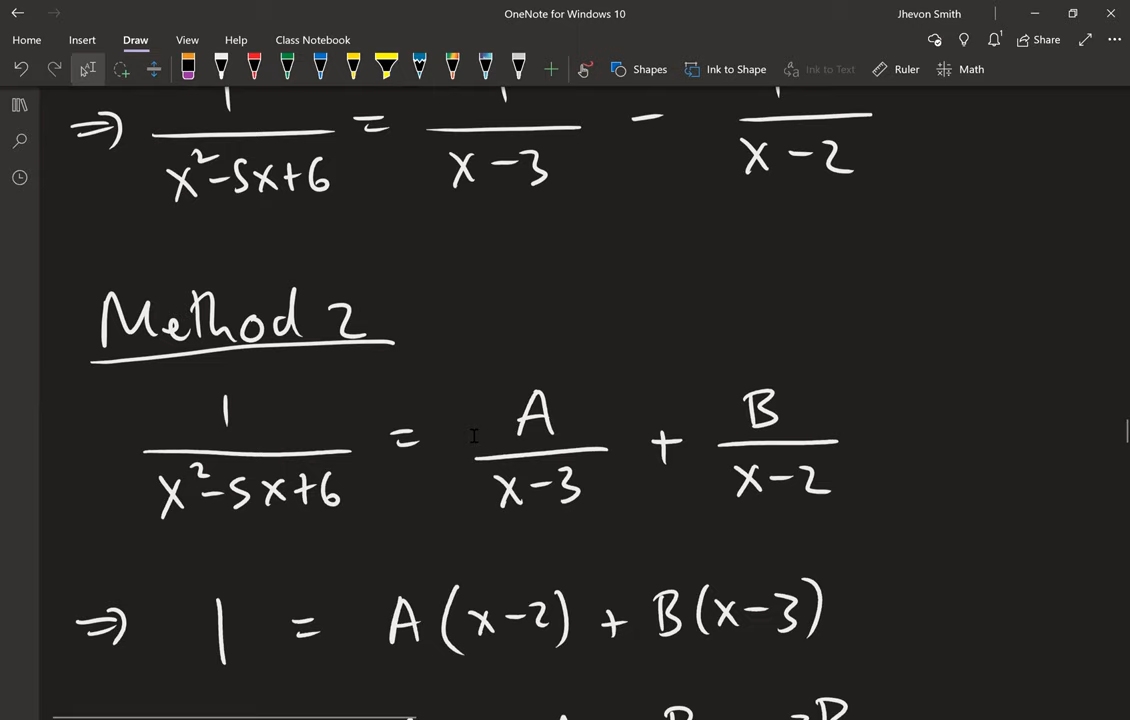 OneNote for Windows 10
Jhevon Smith
Home Insert Draw View Help Class Notebook
Share
Shapes Ink to Shape Ink to Text Ruler Math
⇒ 1/(x²-5x+6) = 1/(x-3) - 1/(x-2)
Method 2
1/(x²-5x+6) = A/(x-3) + B/(x-2)
⇒ 1 = A(x-2) + B(x-3)